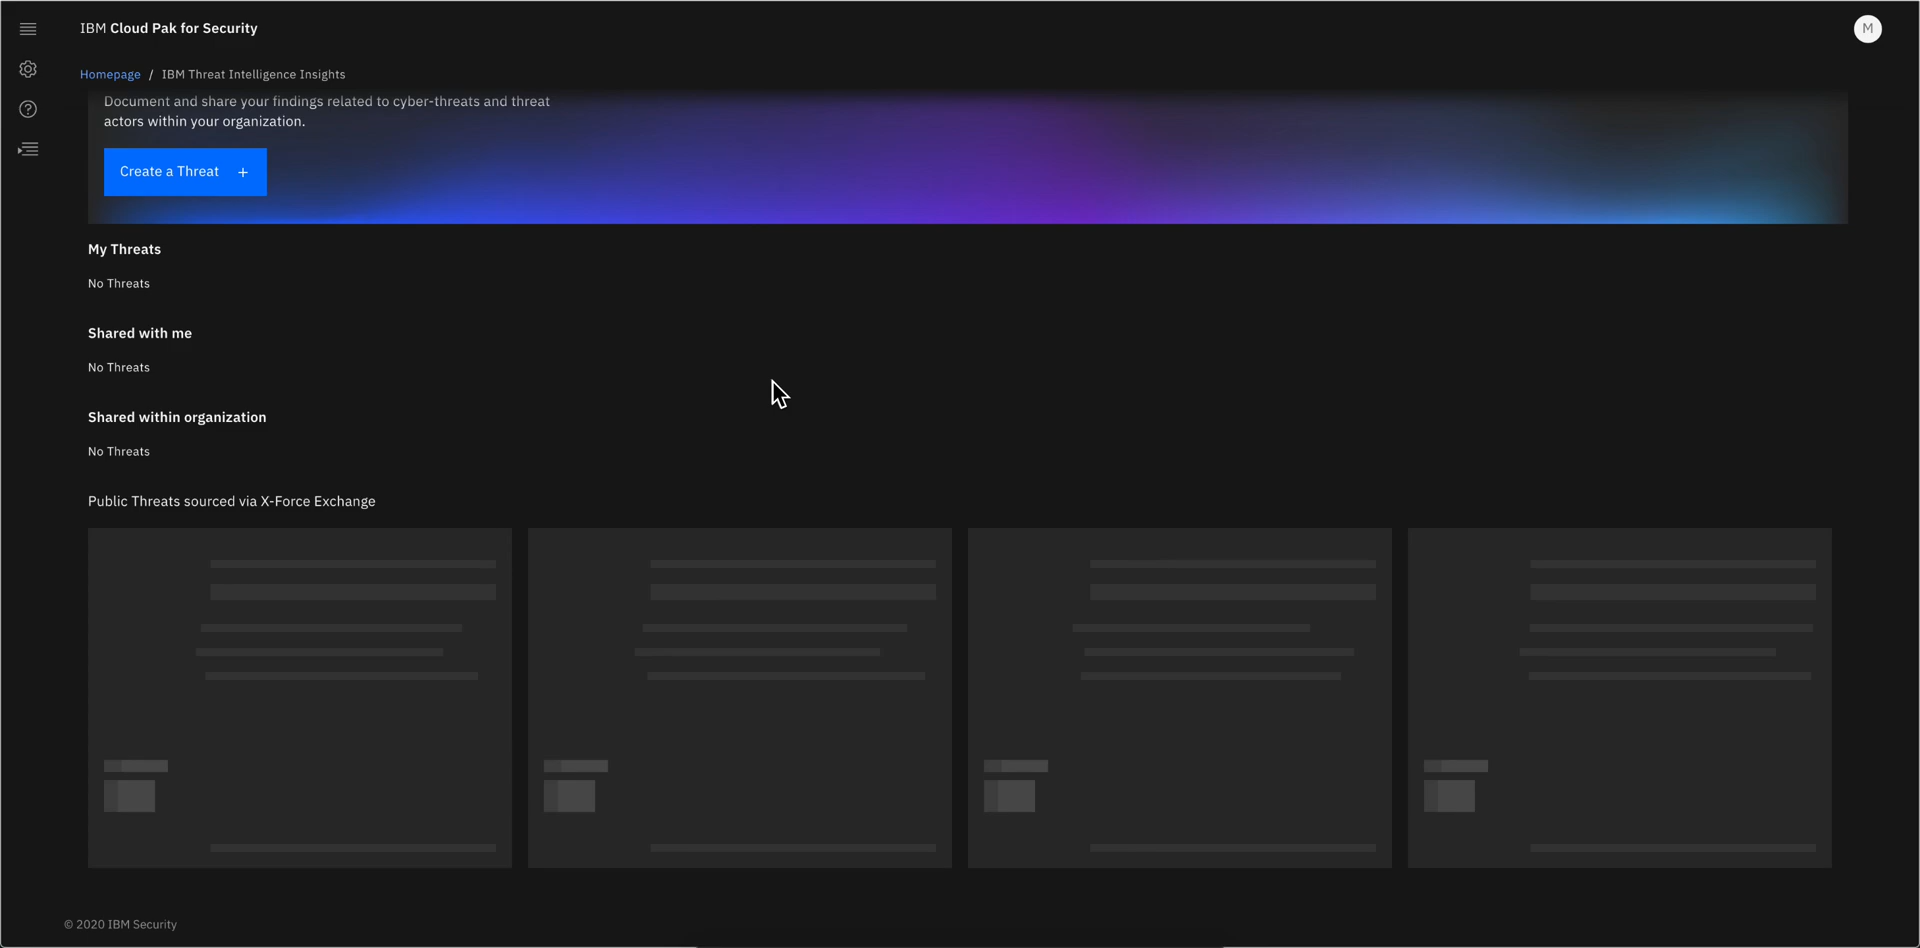 IBM Cloud Pak for Security
M
Homepage / IBM Threat Intelligence Insights
Document and share your findings related to cyber-threats and threat
actors within your organization.
Create a Threat +
My Threats
No Threats
Shared with me
No Threats
Shared within organization
No Threats
Public Threats sourced via X-Force Exchange
© 2020 IBM Security